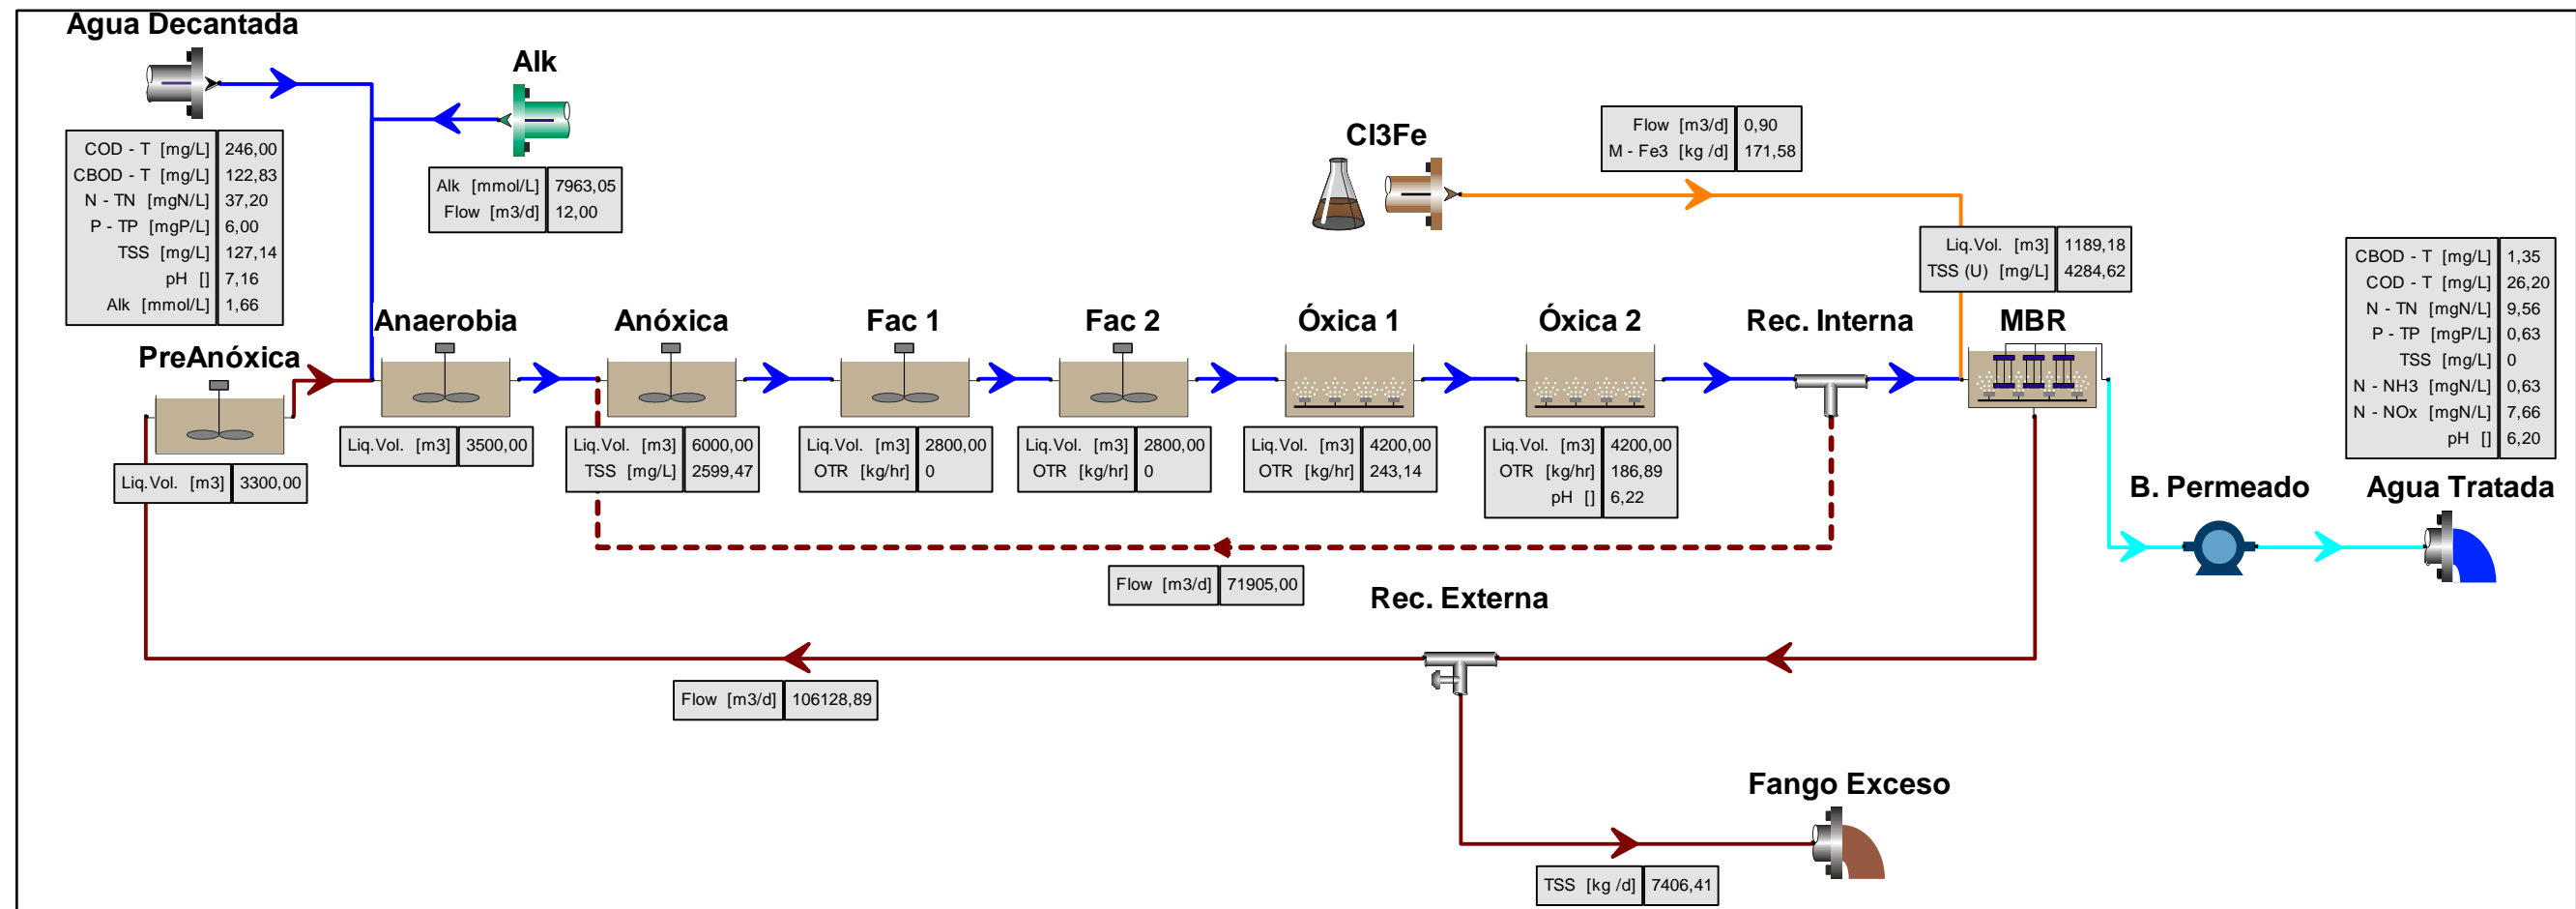 Agua Decantada
COD - T [mg/L] 246,00
CBOD - T [mg/L] 122,83
N - TN [mgN/L] 37,20
P - TP [mgP/L] 6,00
TSS [mg/L] 127,14
pH [] 7,16
Alk [mmol/L] 1,66
Alk
Alk [mmol/L] 7963,05
Flow [m3/d] 12,00
Cl3Fe
Flow [m3/d] 0,90
M - Fe3 [kg /d] 171,58
Liq.Vol. [m3] 1189,18
TSS (U) [mg/L] 4284,62
CBOD - T [mg/L] 1,35
COD - T [mg/L] 26,20
N - TN [mgN/L] 9,56
P - TP [mgP/L] 0,63
TSS [mg/L] 0
N - NH3 [mgN/L] 0,63
N - NOx [mgN/L] 7,66
pH [] 6,20
PreAnóxica
Liq.Vol. [m3] 3300,00
Anaerobia
Liq.Vol. [m3] 3500,00
Anóxica
Liq.Vol. [m3] 6000,00
TSS [mg/L] 2599,47
Fac 1
Liq.Vol. [m3] 2800,00
OTR [kg/hr] 0
Fac 2
Liq.Vol. [m3] 2800,00
OTR [kg/hr] 0
Óxica 1
Liq.Vol. [m3] 4200,00
OTR [kg/hr] 243,14
Óxica 2
Liq.Vol. [m3] 4200,00
OTR [kg/hr] 186,89
pH [] 6,22
Rec. Interna
MBR
B. Permeado
Agua Tratada
Flow [m3/d] 71905,00
Rec. Externa
Flow [m3/d] 106128,89
Fango Exceso
TSS [kg /d] 7406,41